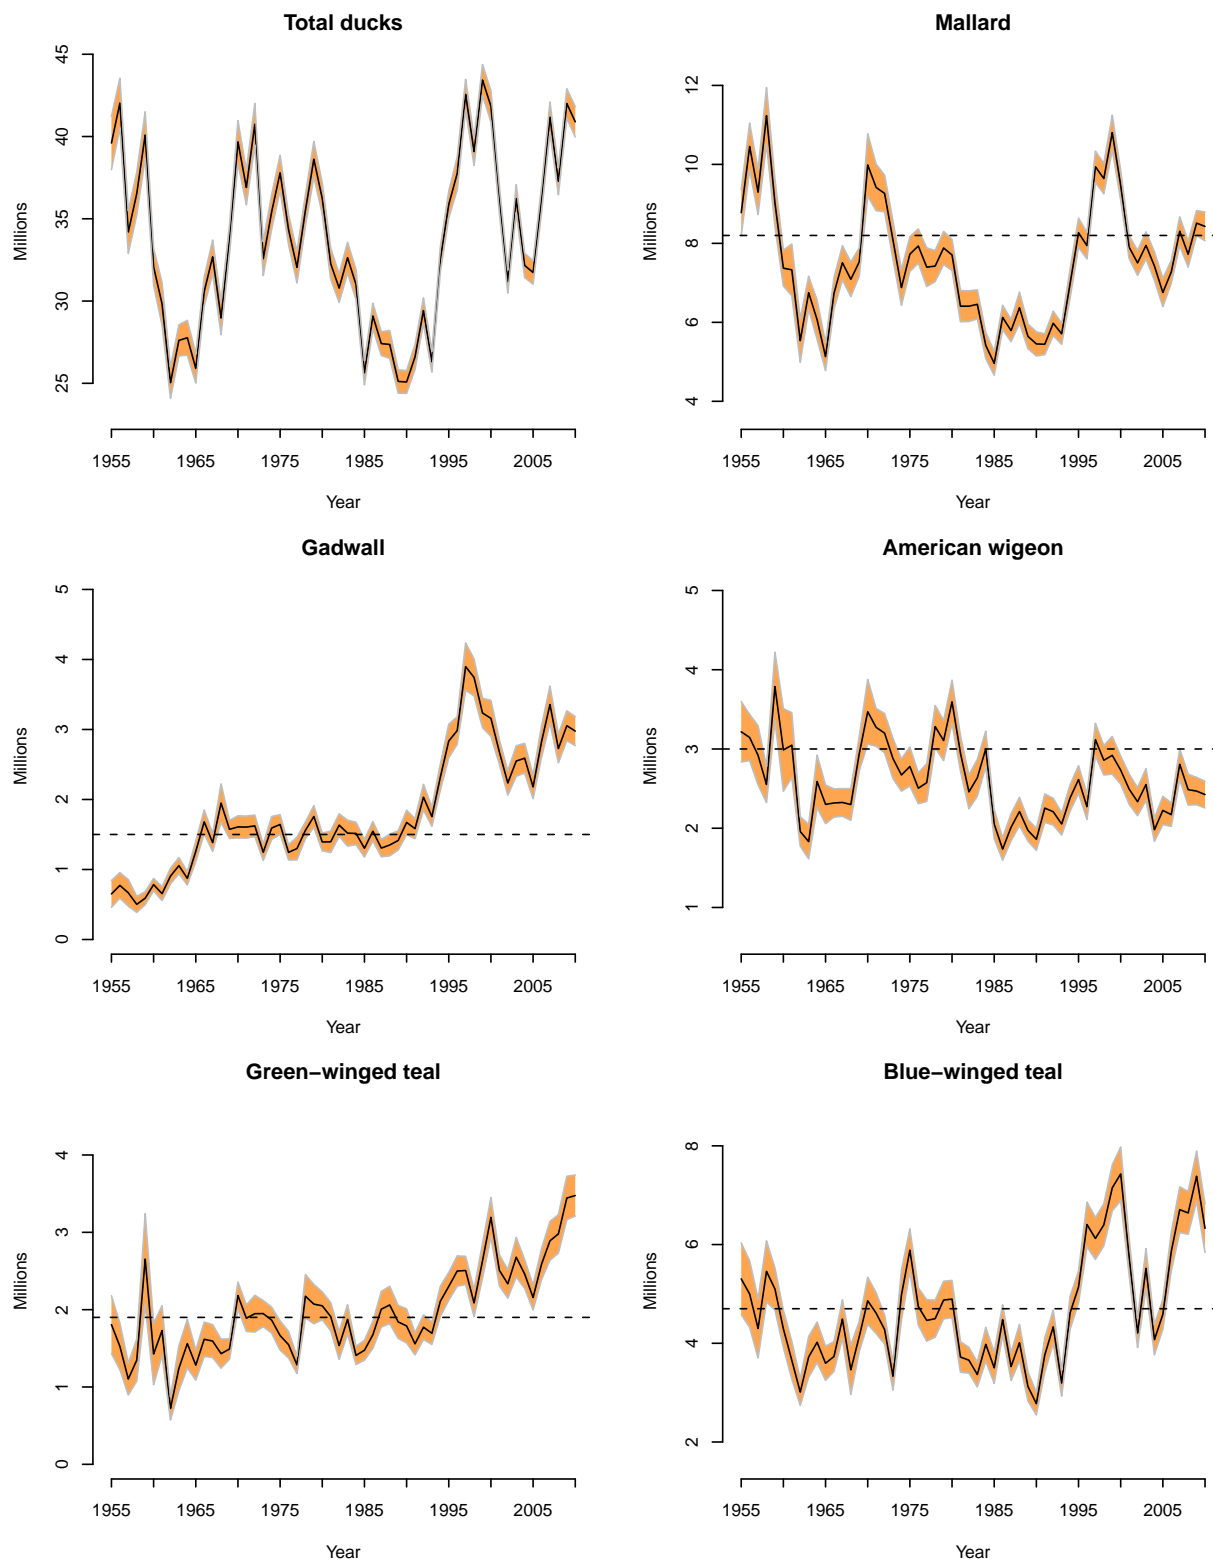 Total ducks
Millions
45
40
35
30
25
1955 1965 1975 1985 1995 2005
Year
Mallard
Millions
12
10
8
6
4
1955 1965 1975 1985 1995 2005
Year
Gadwall
Millions
5
4
3
2
1
0
1955 1965 1975 1985 1995 2005
Year
American wigeon
Millions
5
4
3
2
1
1955 1965 1975 1985 1995 2005
Year
Green−winged teal
Millions
4
3
2
1
0
1955 1965 1975 1985 1995 2005
Year
Blue−winged teal
Millions
8
6
4
2
1955 1965 1975 1985 1995 2005
Year